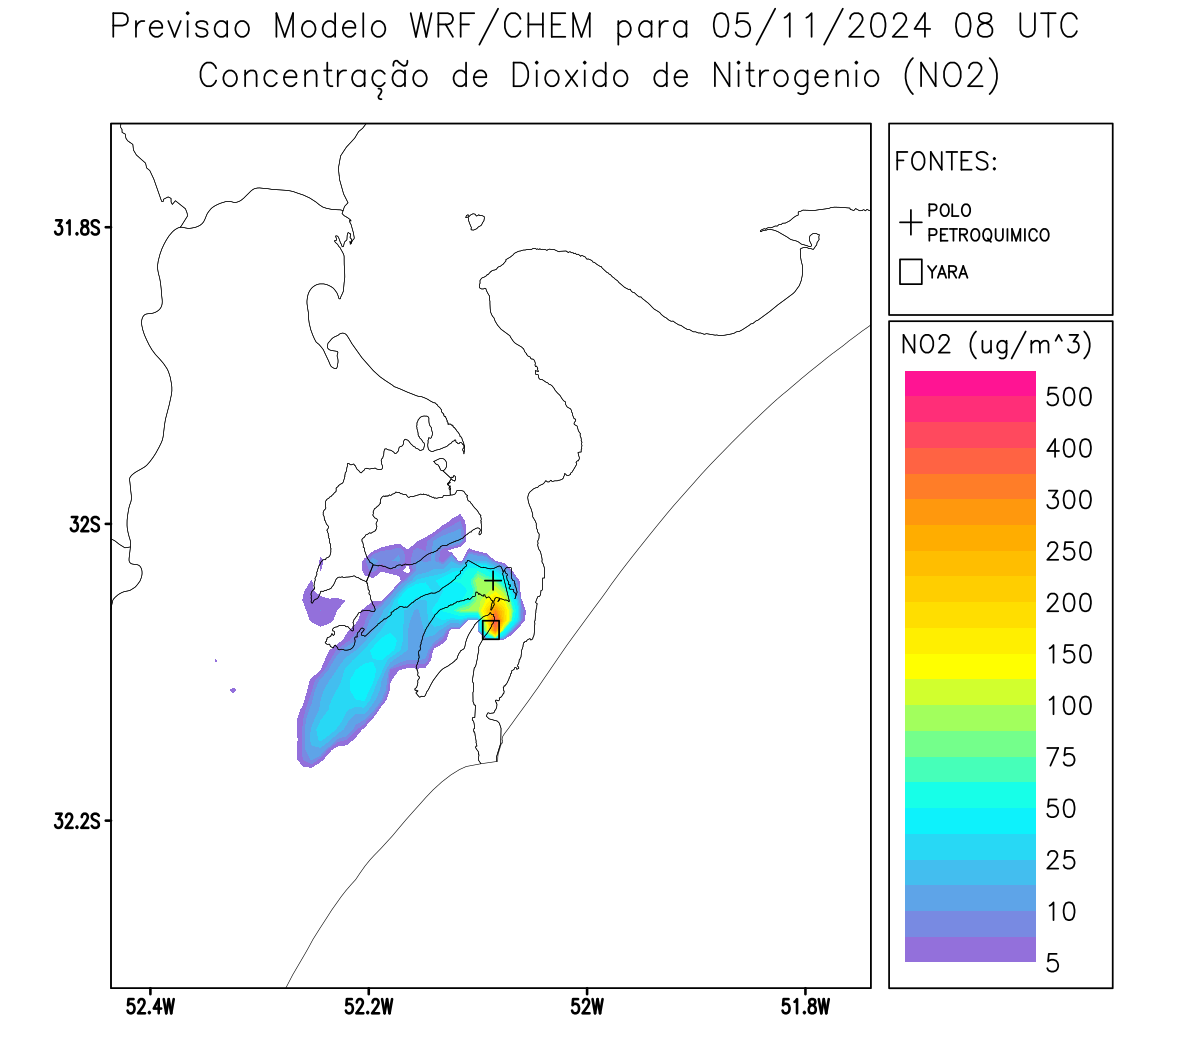 Previsao Modelo WRF/CHEM para 05/11/2024 08 UTC
Concentração de Dioxido de Nitrogenio (NO2)
FONTES:
POLO
PETROQUIMICO
YARA
NO2 (ug/m^3)
500
400
300
250
200
150
100
75
50
25
10
5
31.8S
32S
32.2S
52.4W
52.2W
52W
51.8W